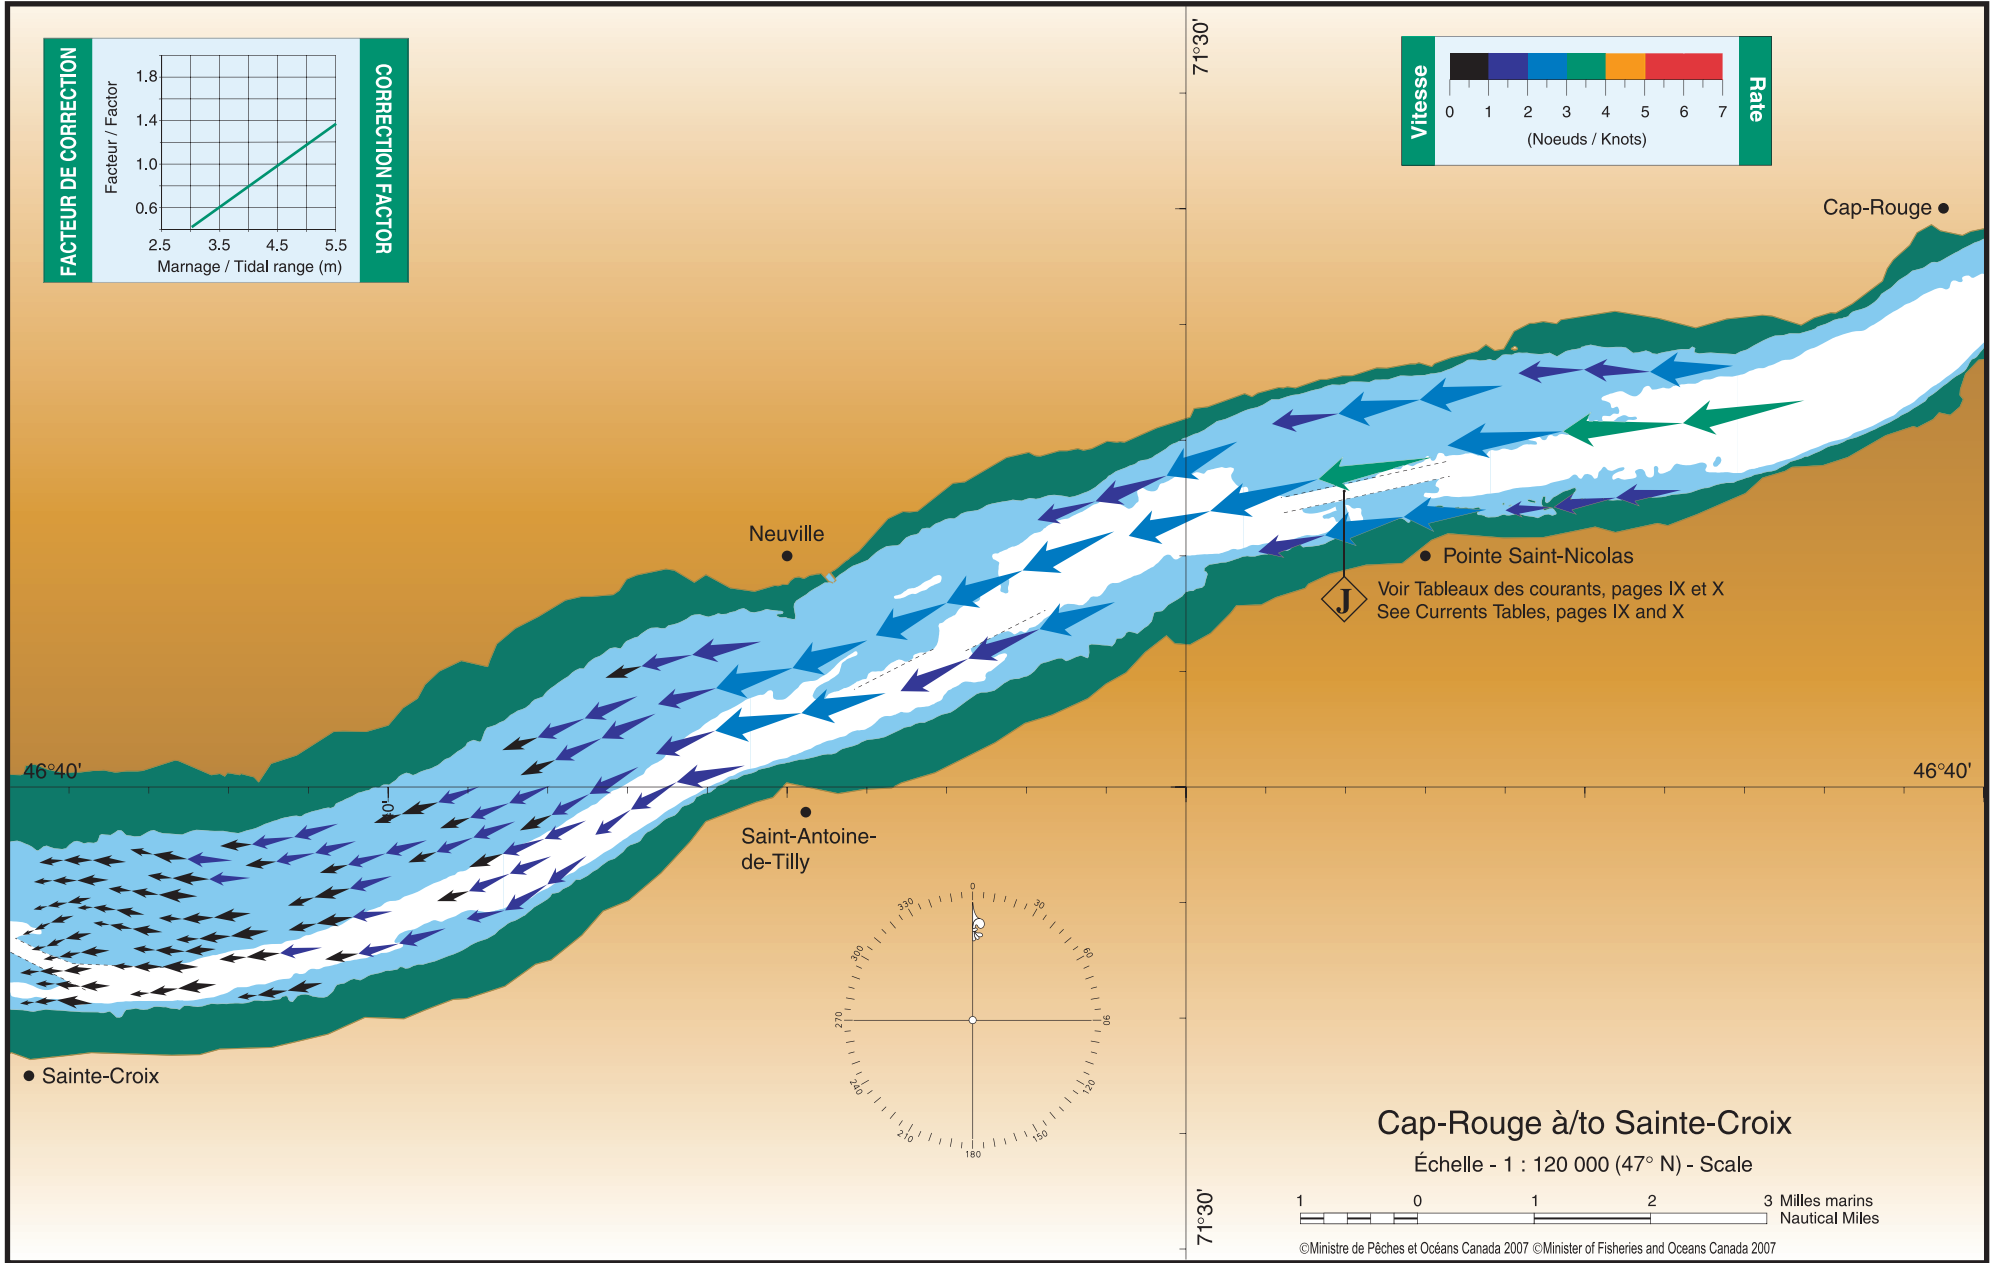 FACTEUR DE CORRECTION
Facteur / Factor
1.8
1.4
1.0
0.6
2.5 3.5 4.5 5.5
Marnage / Tidal range (m)
CORRECTION FACTOR
71°30'
Vitesse
0 1 2 3 4 5 6 7
(Noeuds / Knots)
Rate
Cap-Rouge
Neuville
Pointe Saint-Nicolas
J
Voir Tableaux des courants, pages IX et X
See Currents Tables, pages IX and X
46°40'
46°40'
Saint-Antoine-
de-Tilly
0
30
60
90
120
150
180
210
240
270
300
330
Sainte-Croix
Cap-Rouge à/to Sainte-Croix
Échelle - 1 : 120 000 (47° N) - Scale
71°30'
1 0 1 2 3 Milles marins
Nautical Miles
©Ministre de Pêches et Océans Canada 2007 ©Minister of Fisheries and Oceans Canada 2007